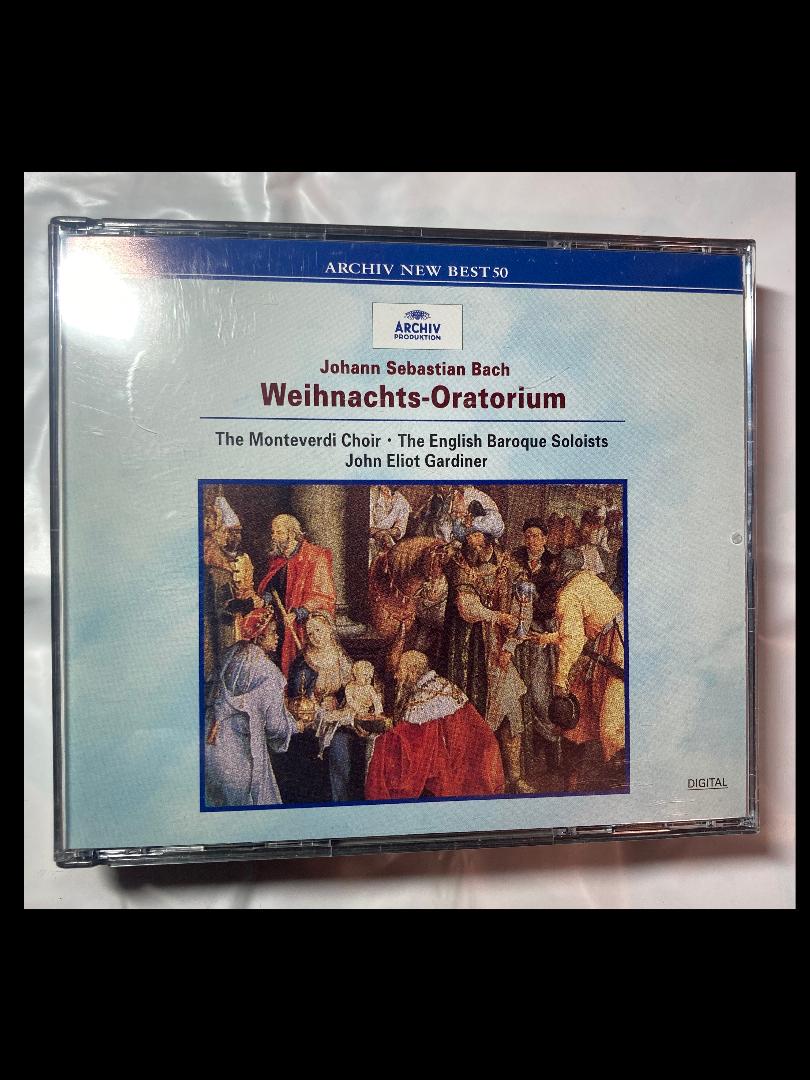 ARCHIV NEW BEST 50
ARCHIV
PRODUKTION
Johann Sebastian Bach
Weihnachts-Oratorium
The Monteverdi Choir · The English Baroque Soloists
John Eliot Gardiner
DIGITAL